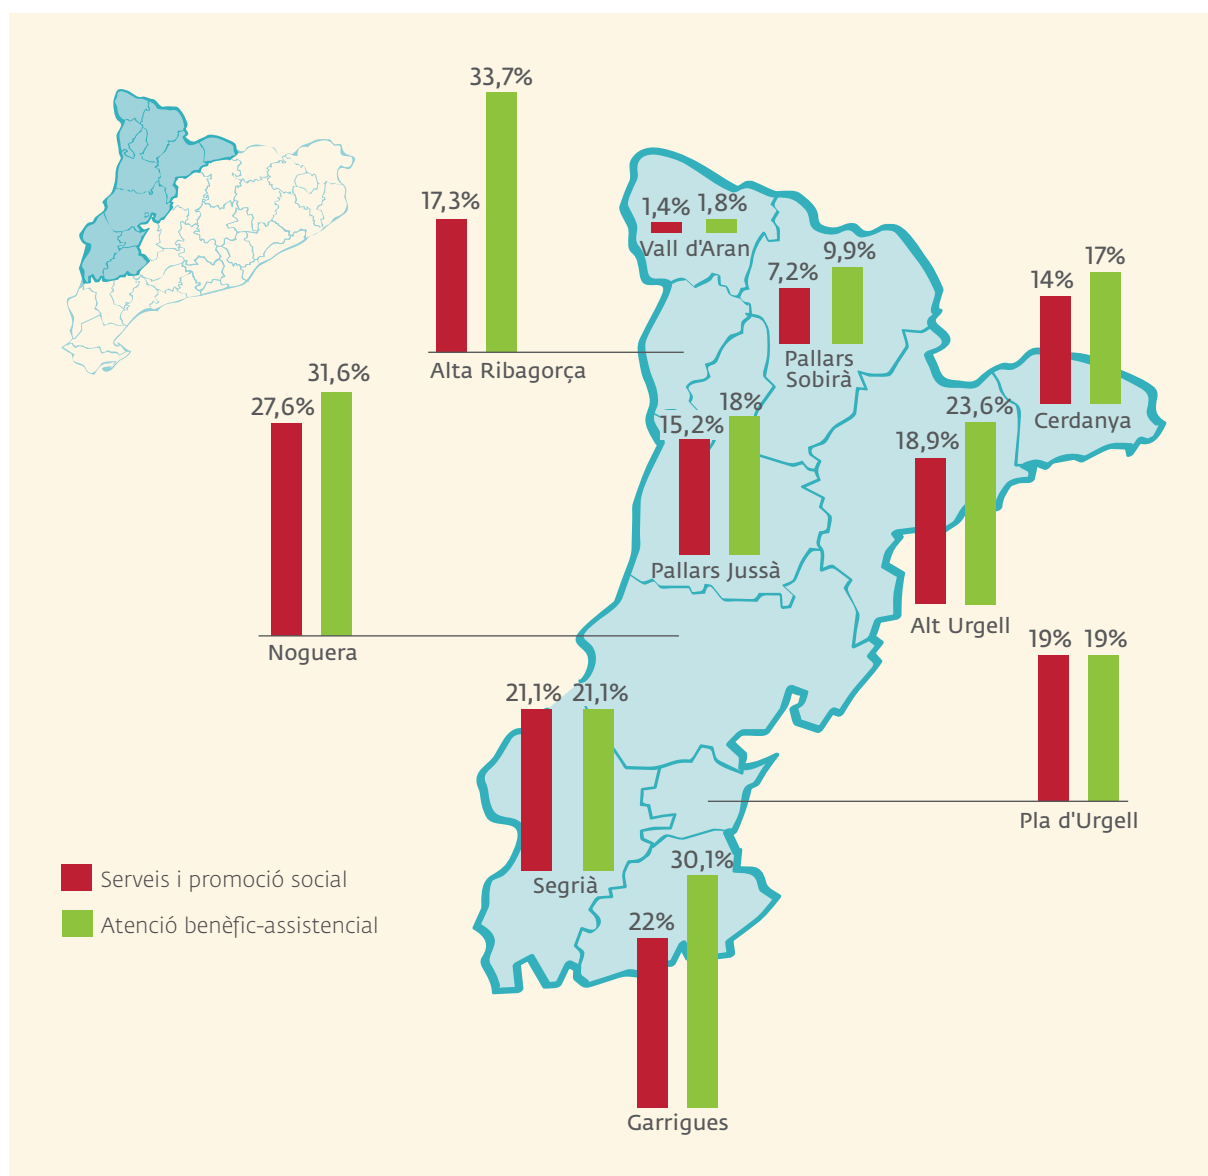 33,7%
17,3%
Alta Ribagorça
1,4% 1,8%
Vall d'Aran
7,2% 9,9%
Pallars
Sobirà
14% 17%
Cerdanya
27,6% 31,6%
Noguera
15,2% 18%
Pallars Jussà
18,9% 23,6%
Alt Urgell
19% 19%
Pla d'Urgell
21,1% 21,1%
Segrià
22% 30,1%
Garrigues
Serveis i promoció social
Atenció benèfic-assistencial